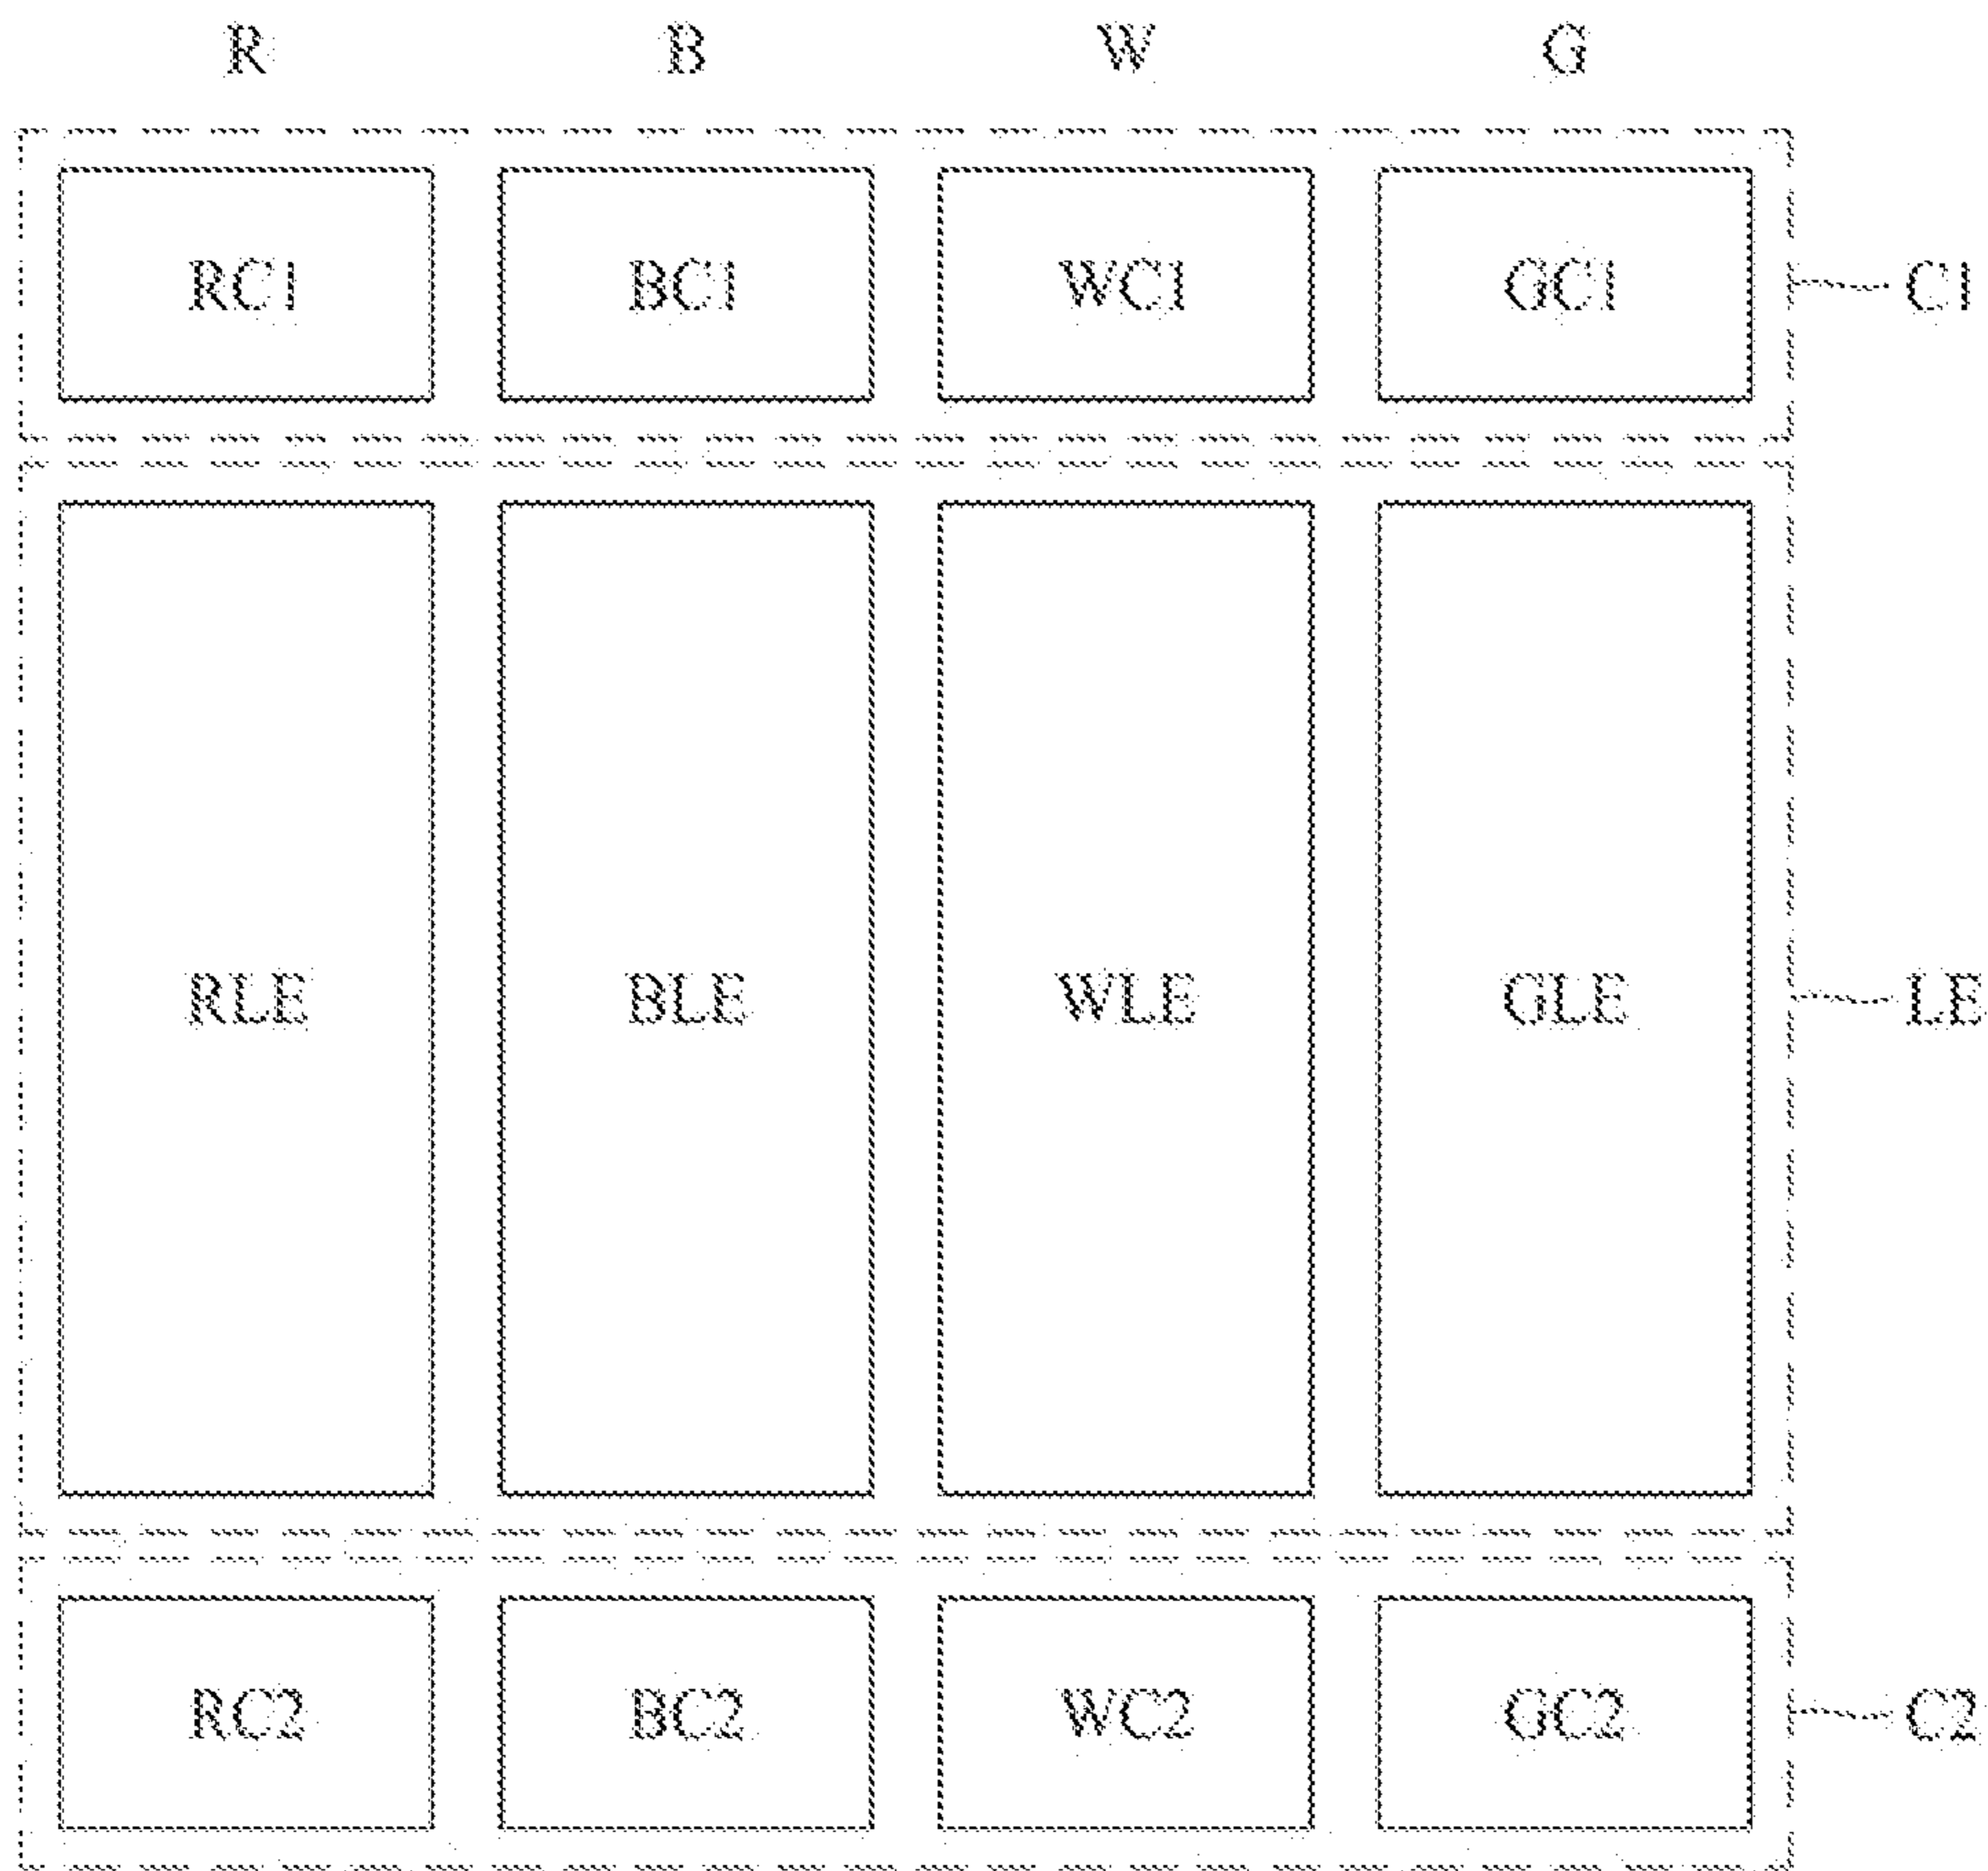 R B W G
RC1 BC1 WC1 GC1 C1
RLE BLE WLE GLE LE
RC2 BC2 WC2 GC2 C2